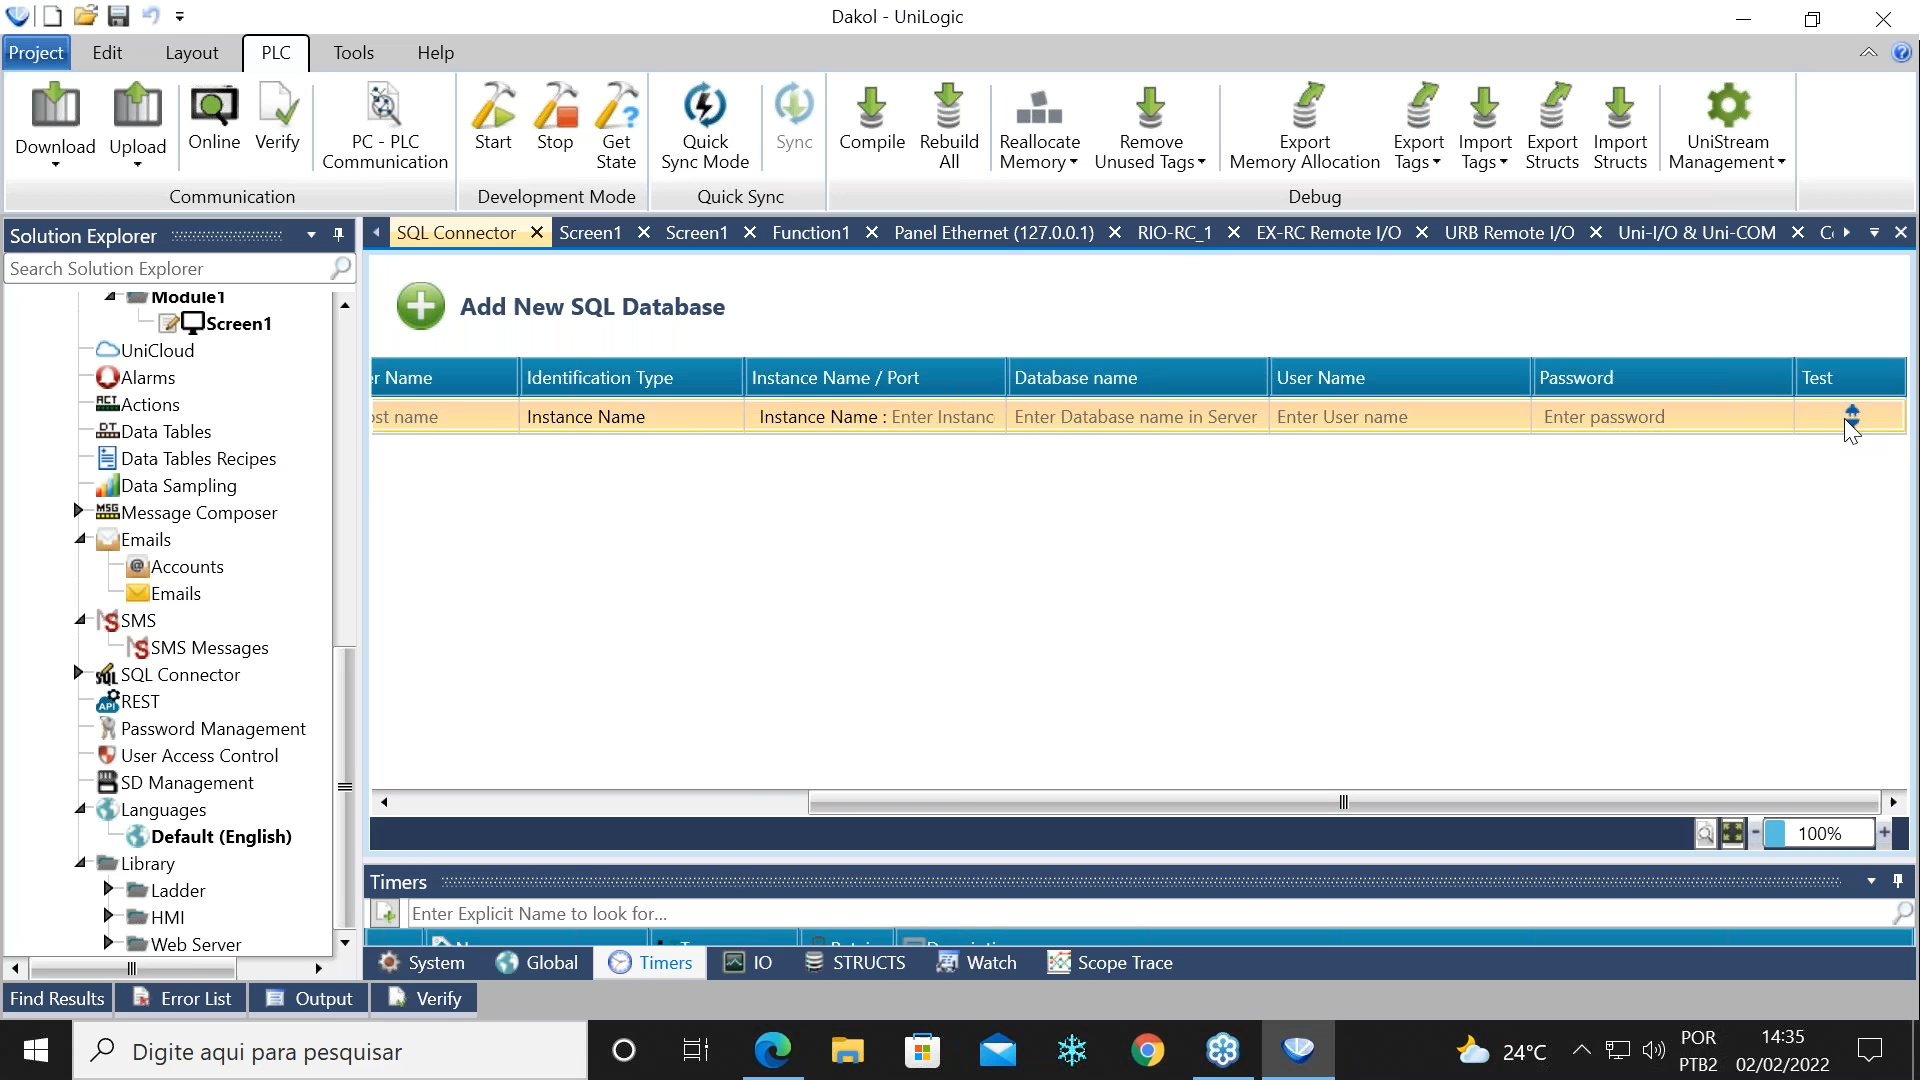 Dakol - UniLogic
Project Edit Layout PLC Tools Help
Download Upload Online Verify PC - PLC Communication Start Stop Get State Quick Sync Mode Sync Compile Rebuild All Reallocate Memory Remove Unused Tags Export Memory Allocation Export Tags Import Tags Export Structs Import Structs UniStream Management
Communication Development Mode Quick Sync Debug
Solution Explorer
SQL Connector Screen1 Screen1 Function1 Panel Ethernet (127.0.0.1) RIO-RC_1 EX-RC Remote I/O URB Remote I/O Uni-I/O & Uni-COM
Search Solution Explorer
Module1
Screen1
UniCloud
Alarms
ACT Actions
DT Data Tables
Data Tables Recipes
Data Sampling
MSG Message Composer
Emails
Accounts
Emails
SMS
SMS Messages
SQL SQL Connector
API REST
Password Management
User Access Control
SD Management
Languages
Default (English)
Library
Ladder
HMI
Web Server
Add New SQL Database
er Name Identification Type Instance Name / Port Database name User Name Password Test
ost name Instance Name Instance Name : Enter Instanc Enter Database name in Server Enter User name Enter password
100%
Timers
Enter Explicit Name to look for...
System Global Timers IO STRUCTS Watch Scope Trace
Find Results Error List Output Verify
Digite aqui para pesquisar
24°C
POR
PTB2
14:35
02/02/2022